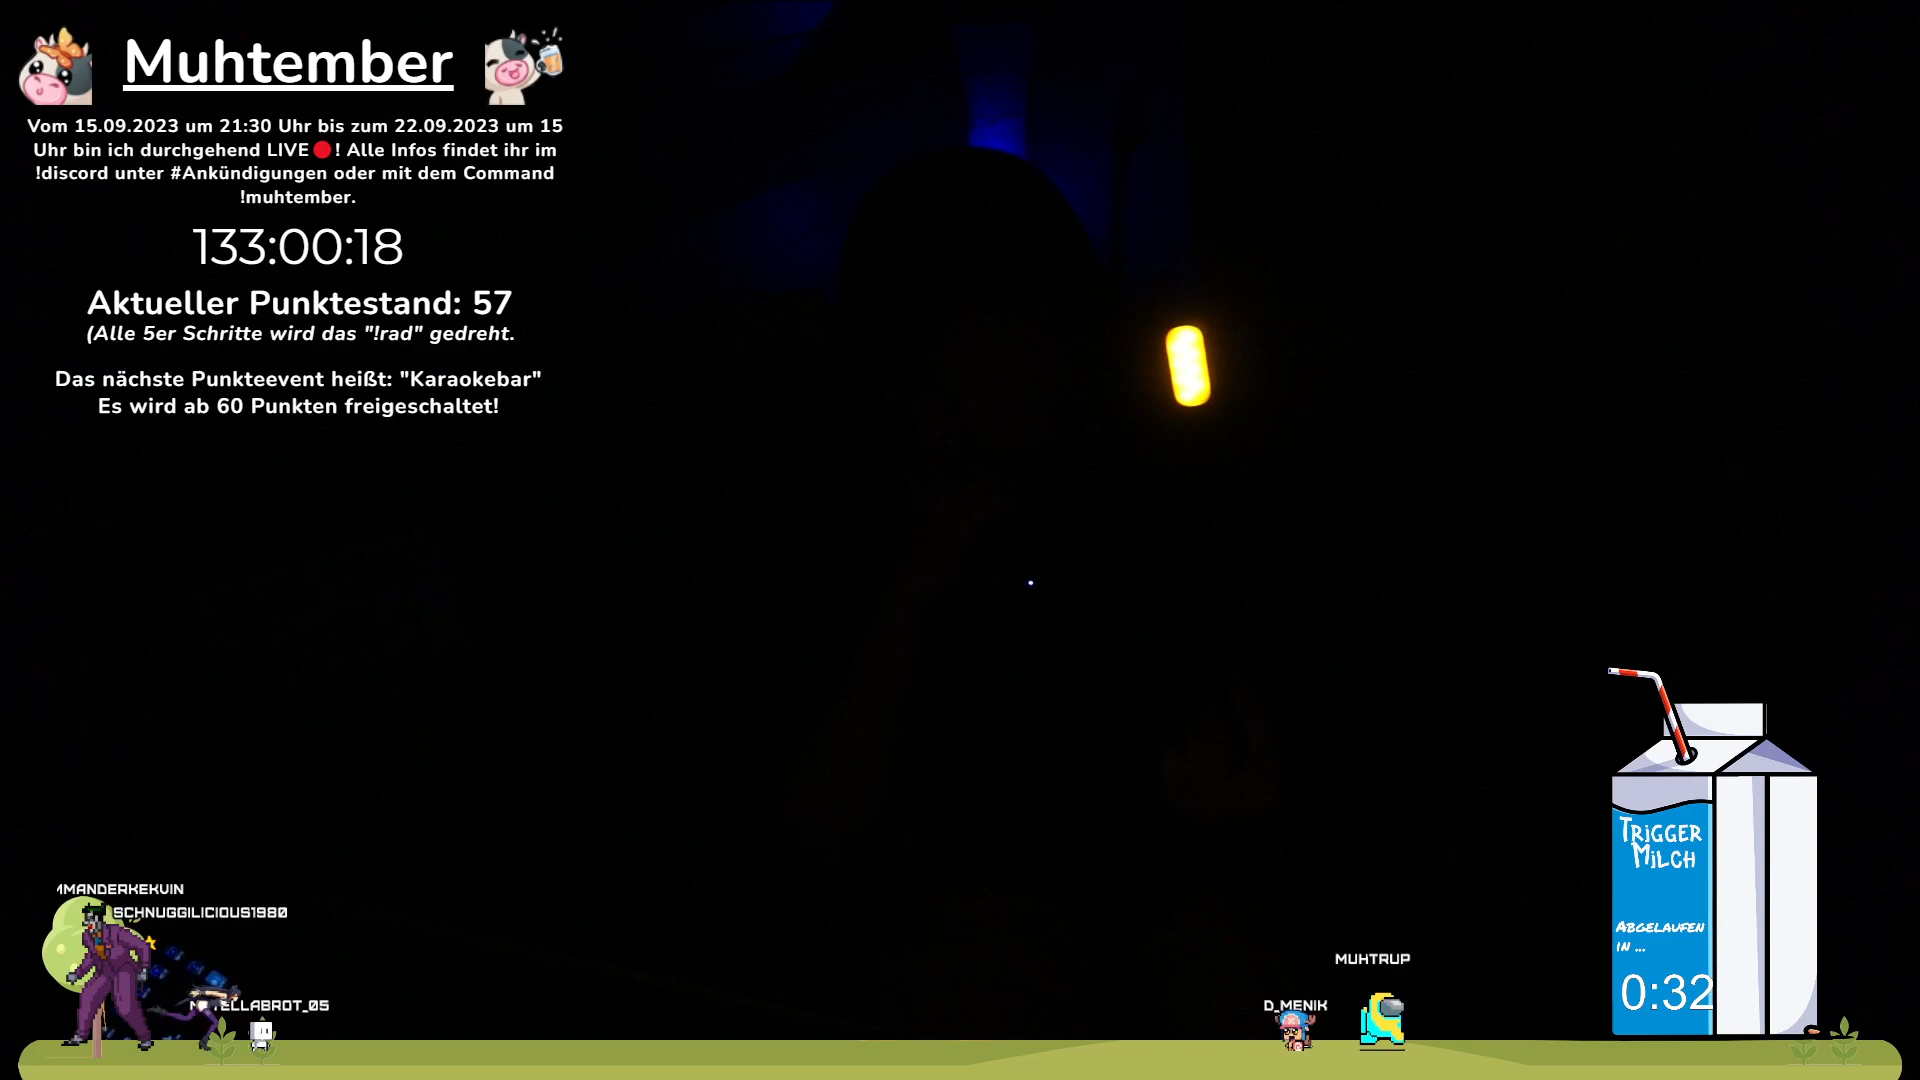 Muhtember
Vom 15.09.2023 um 21:30 Uhr bis zum 22.09.2023 um 15
Uhr bin ich durchgehend LIVE🔴! Alle Infos findet ihr im
!discord unter #Ankündigungen oder mit dem Command
!muhtember.
133:00:18
Aktueller Punktestand: 57
(Alle 5er Schritte wird das "!rad" gedreht.
Das nächste Punkteevent heißt: "Karaokebar"
Es wird ab 60 Punkten freigeschaltet!
TRIGGER
MILCH
ABGELAUFEN
IN ...
0:32
SCHNUGGILICIOUS1980
MUHTRUP
D_MENIK